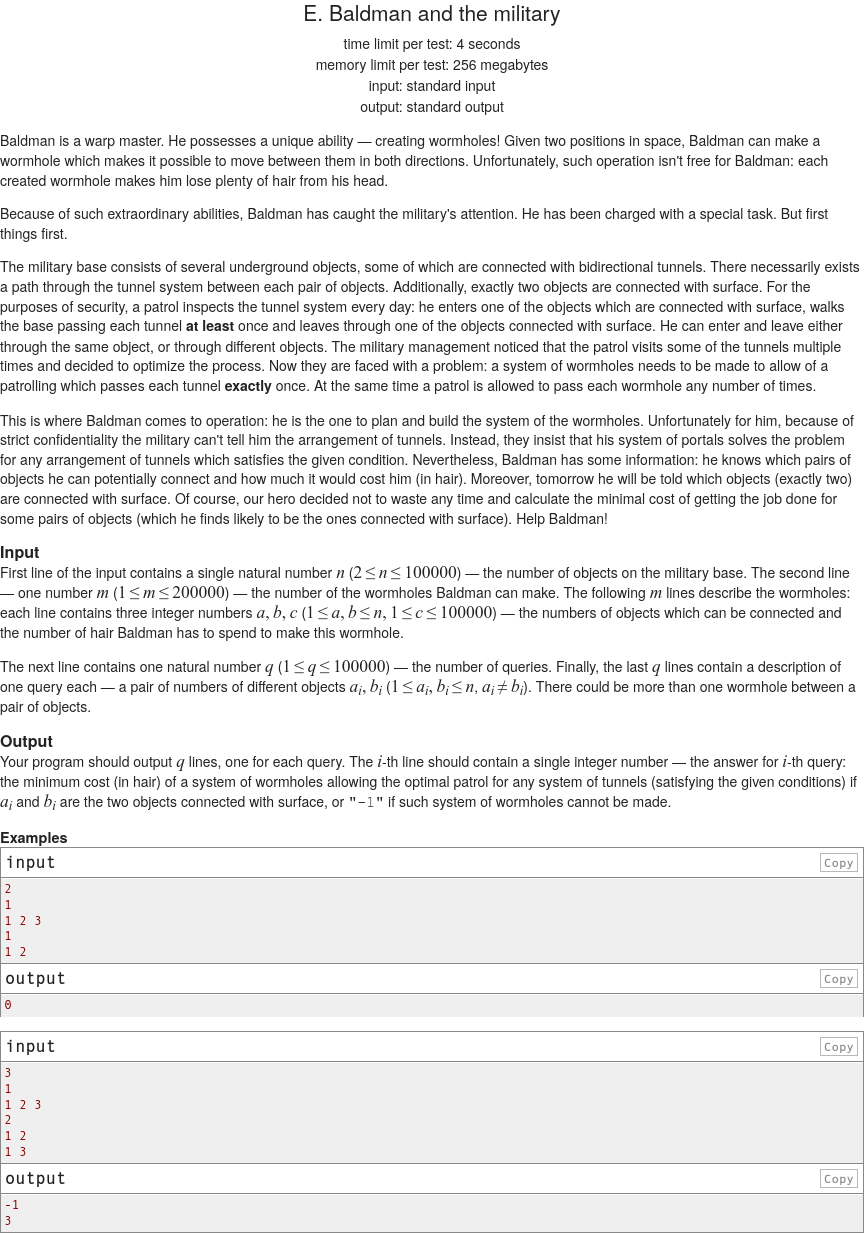 E. Baldman and the military
time limit per test: 4 seconds
memory limit per test: 256 megabytes
input: standard input
output: standard output
Baldman is a warp master. He possesses a unique ability — creating wormholes! Given two positions in space, Baldman can make a
wormhole which makes it possible to move between them in both directions. Unfortunately, such operation isn't free for Baldman: each
created wormhole makes him lose plenty of hair from his head.
Because of such extraordinary abilities, Baldman has caught the military's attention. He has been charged with a special task. But first
things first.
The military base consists of several underground objects, some of which are connected with bidirectional tunnels. There necessarily exists
a path through the tunnel system between each pair of objects. Additionally, exactly two objects are connected with surface. For the
purposes of security, a patrol inspects the tunnel system every day: he enters one of the objects which are connected with surface, walks
the base passing each tunnel at least once and leaves through one of the objects connected with surface. He can enter and leave either
through the same object, or through different objects. The military management noticed that the patrol visits some of the tunnels multiple
times and decided to optimize the process. Now they are faced with a problem: a system of wormholes needs to be made to allow of a
patrolling which passes each tunnel exactly once. At the same time a patrol is allowed to pass each wormhole any number of times.
This is where Baldman comes to operation: he is the one to plan and build the system of the wormholes. Unfortunately for him, because of
strict confidentiality the military can't tell him the arrangement of tunnels. Instead, they insist that his system of portals solves the problem
for any arrangement of tunnels which satisfies the given condition. Nevertheless, Baldman has some information: he knows which pairs of
objects he can potentially connect and how much it would cost him (in hair). Moreover, tomorrow he will be told which objects (exactly two)
are connected with surface. Of course, our hero decided not to waste any time and calculate the minimal cost of getting the job done for
some pairs of objects (which he finds likely to be the ones connected with surface). Help Baldman!
Input
First line of the input contains a single natural number n (2 ≤ n ≤ 100000) — the number of objects on the military base. The second line
— one number m (1 ≤ m ≤ 200000) — the number of the wormholes Baldman can make. The following m lines describe the wormholes:
each line contains three integer numbers a, b, c (1 ≤ a, b ≤ n, 1 ≤ c ≤ 100000) — the numbers of objects which can be connected and
the number of hair Baldman has to spend to make this wormhole.
The next line contains one natural number q (1 ≤ q ≤ 100000) — the number of queries. Finally, the last q lines contain a description of
one query each — a pair of numbers of different objects ai, bi (1 ≤ ai, bi ≤ n, ai ≠ bi). There could be more than one wormhole between a
pair of objects.
Output
Your program should output q lines, one for each query. The i-th line should contain a single integer number — the answer for i-th query:
the minimum cost (in hair) of a system of wormholes allowing the optimal patrol for any system of tunnels (satisfying the given conditions) if
ai and bi are the two objects connected with surface, or "-1" if such system of wormholes cannot be made.
Examples
input
Copy
2
1
1 2 3
1
1 2
output
Copy
0
input
Copy
3
1
1 2 3
2
1 2
1 3
output
Copy
-1
3